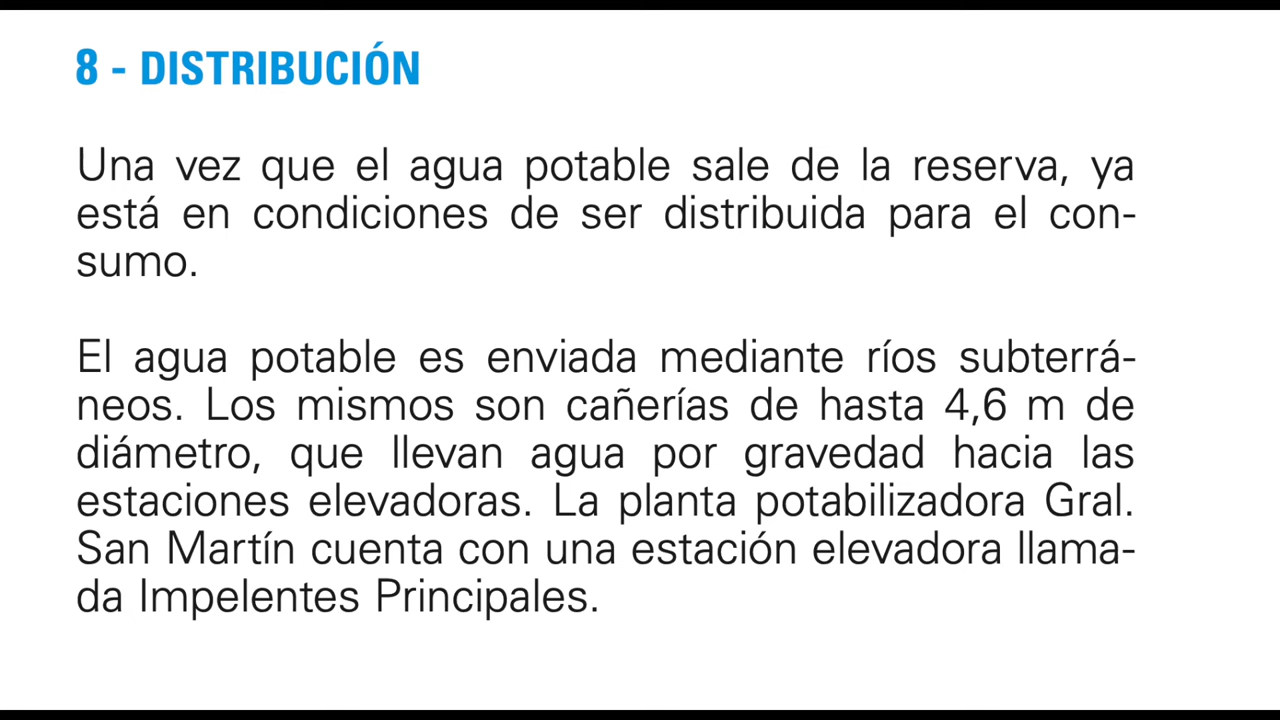 8 - DISTRIBUCIÓN
Una vez que el agua potable sale de la reserva, ya
está en condiciones de ser distribuida para el con-
sumo.
El agua potable es enviada mediante ríos subterrá-
neos. Los mismos son cañerías de hasta 4,6 m de
diámetro, que llevan agua por gravedad hacia las
estaciones elevadoras. La planta potabilizadora Gral.
San Martín cuenta con una estación elevadora llama-
da Impelentes Principales.